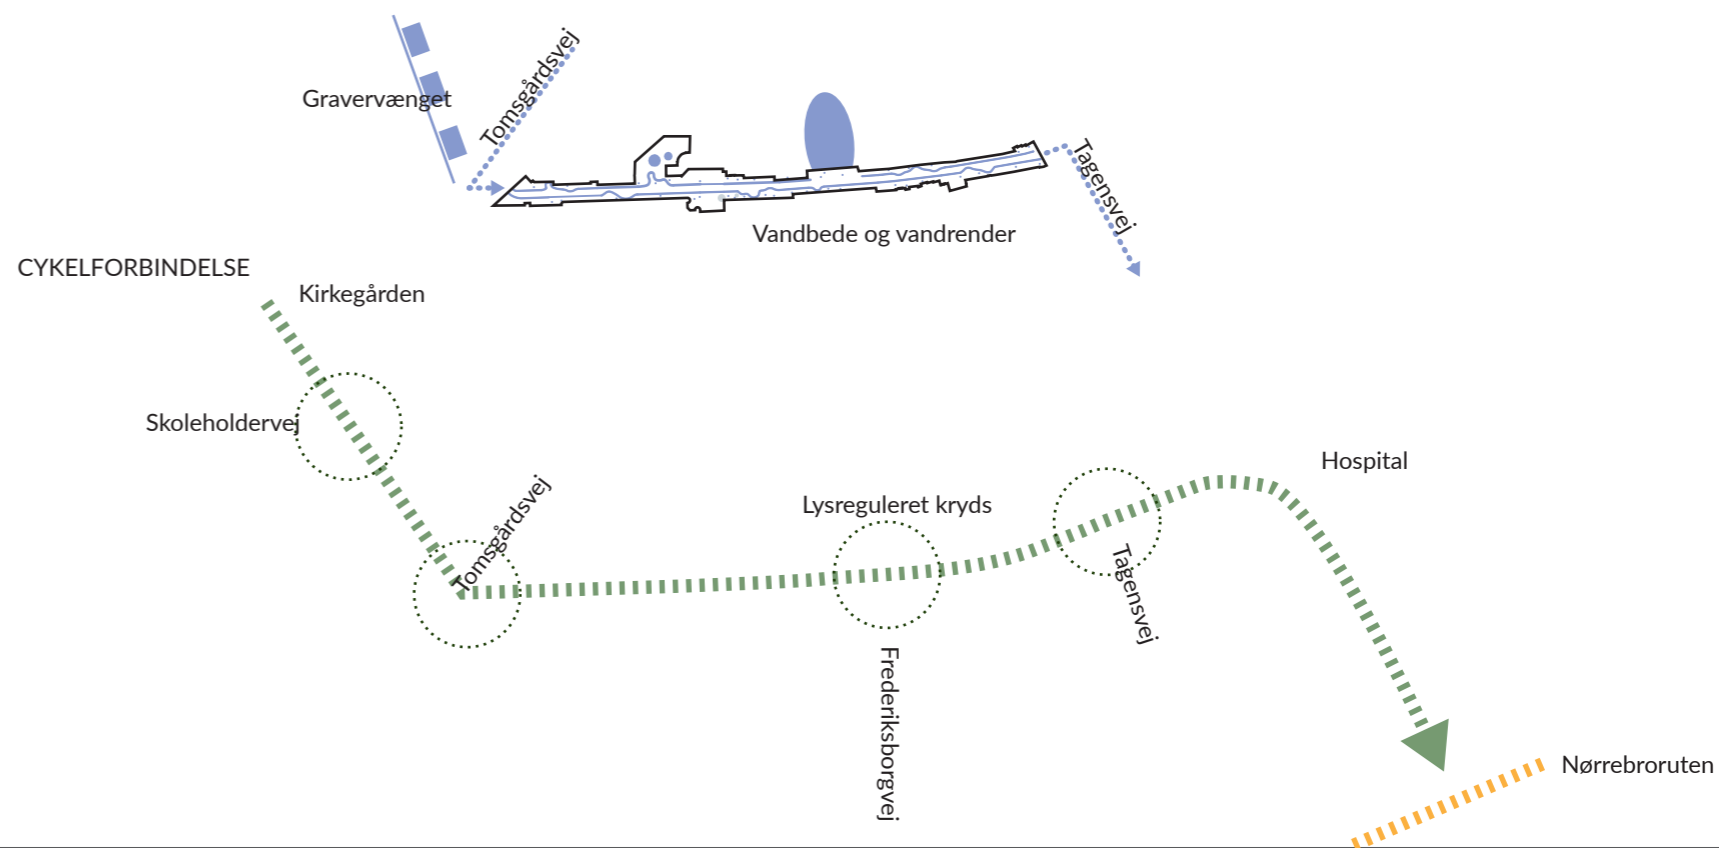 Tomsgårdsvej
Gravervænget
Tagensvej
Vandbede og vandrender
CYKELFORBINDELSE
Kirkegården
Skoleholdervej
Tomsgårdsvej
Lysreguleret kryds
Hospital
Tagensvej
Frederiksborgvej
Nørrebroruten